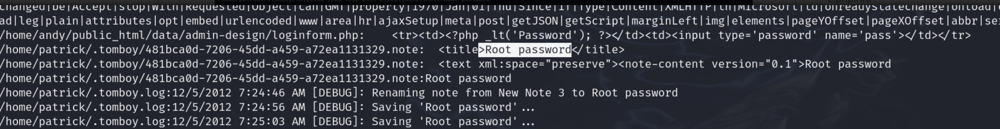 changed|be|Accept|stop|With|Requested|Object|can|GMT|property|1970|Jan|01|Thu|Since|If|Type|Content|XMLHTTP|th|Microsoft|td|onreadystatechange|onload|
ad|leg|plain|attributes|opt|embed|urlencoded|www|area|hr|ajaxSetup|meta|post|getJSON|getScript|marginLeft|img|elements|pageYOffset|pageXOffset|abbr|se
/home/andy/public_html/data/admin-design/loginform.php:    <tr><td><?php _lt('Password'); ?></td><td><input type='password' name='pass'></td></tr>
/home/patrick/.tomboy/481bca0d-7206-45dd-a459-a72ea1131329.note:  <title>Root password</title>
/home/patrick/.tomboy/481bca0d-7206-45dd-a459-a72ea1131329.note:  <text xml:space="preserve"><note-content version="0.1">Root password
/home/patrick/.tomboy/481bca0d-7206-45dd-a459-a72ea1131329.note:Root password
/home/patrick/.tomboy.log:12/5/2012 7:24:46 AM [DEBUG]: Renaming note from New Note 3 to Root password
/home/patrick/.tomboy.log:12/5/2012 7:24:56 AM [DEBUG]: Saving 'Root password'...
/home/patrick/.tomboy.log:12/5/2012 7:25:03 AM [DEBUG]: Saving 'Root password'...